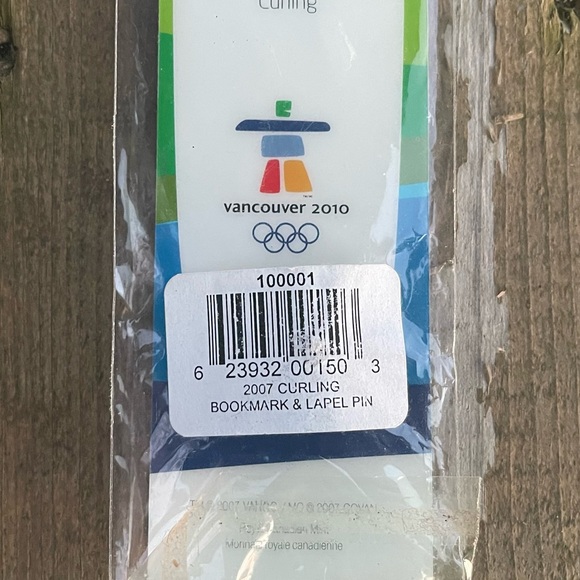 Curling
vancouver 2010
100001
6 23932 00150 3
2007 CURLING
BOOKMARK & LAPEL PIN
Monnaie royale canadienne